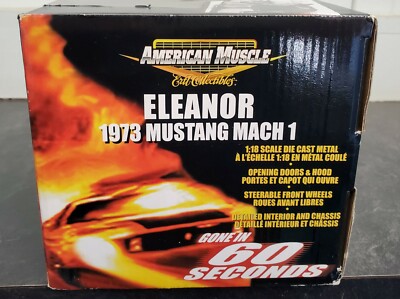 AMERICAN MUSCLE
Ertl Collectibles
ELEANOR
1973 MUSTANG MACH 1
1:18 SCALE DIE CAST METAL
À L'ÉCHELLE 1:18 EN MÉTAL COULÉ
• OPENING DOORS & HOOD
PORTES ET CAPOT QUI OUVRE
• STEERABLE FRONT WHEELS
ROUES AVANT LIBRES
• DETAILED INTERIOR AND CHASSIS
DÉTAILLÉ INTÉRIEUR ET CHÂSSIS
GONE IN
60
SECONDS